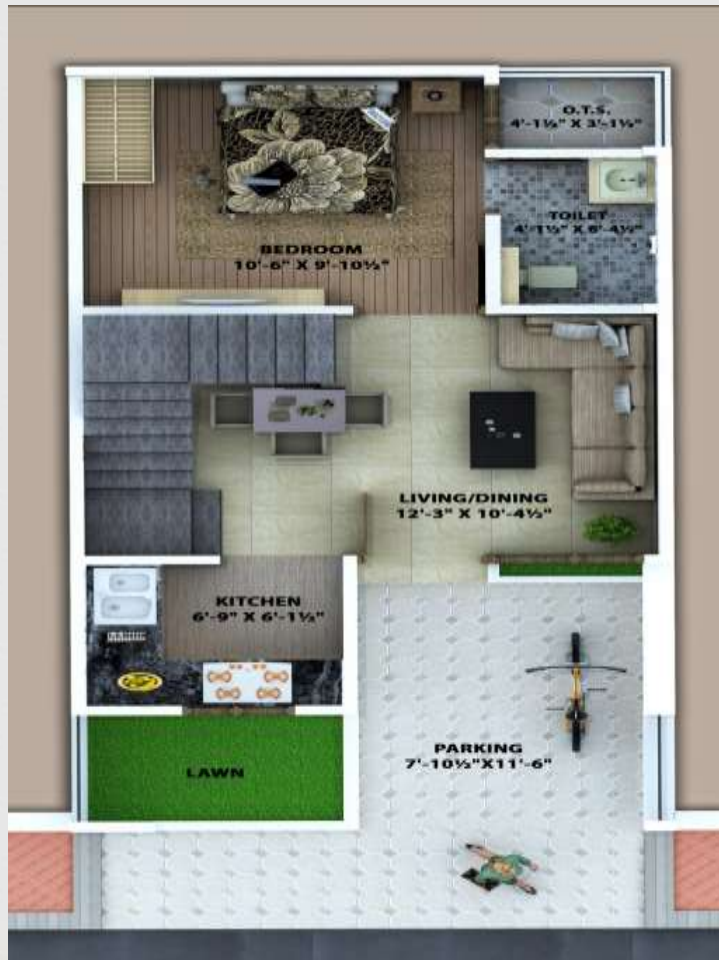 O.T.S.
4'-1½" X 3'-1½"
TOILET
4'-1½" X 6'-4½"
BEDROOM
10'-6" X 9'-10½"
LIVING/DINING
12'-3" X 10'-4½"
KITCHEN
6'-9" X 6'-1½"
PARKING
7'-10½"X11'-6"
LAWN